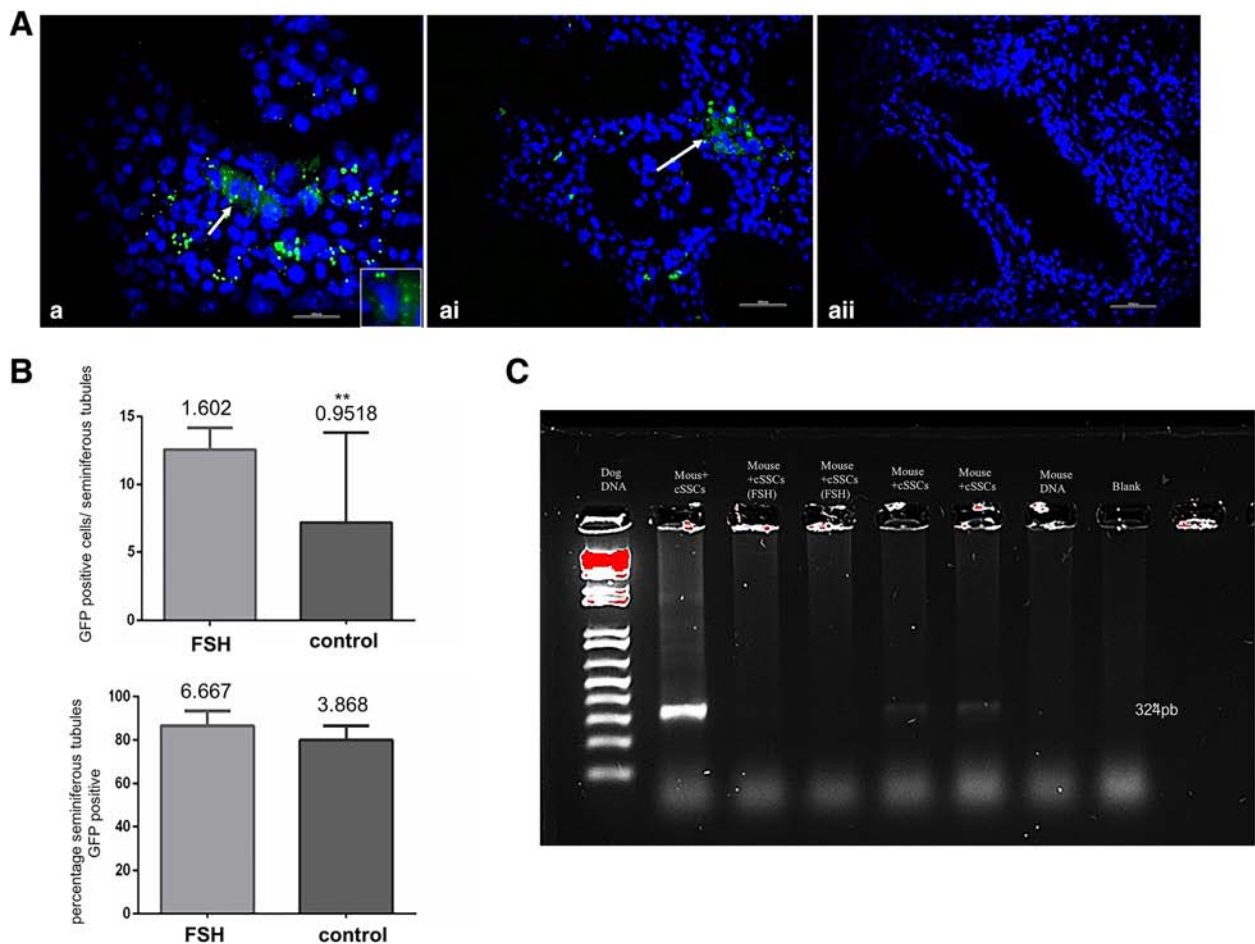 A
a
ai
aii
B
GFP positive cells/ seminiferous tubules
15
10
5
0
1.602
**
0.9518
FSH
control
percentage seminiferous tubules
GFP positive
100
80
60
40
20
0
6.667
3.868
FSH
control
C
Dog
DNA
Mous+
cSSCs
Mouse
+cSSCs
(FSH)
Mouse
+cSSCs
(FSH)
Mouse
+cSSCs
Mouse
+cSSCs
Mouse
DNA
Blank
324pb